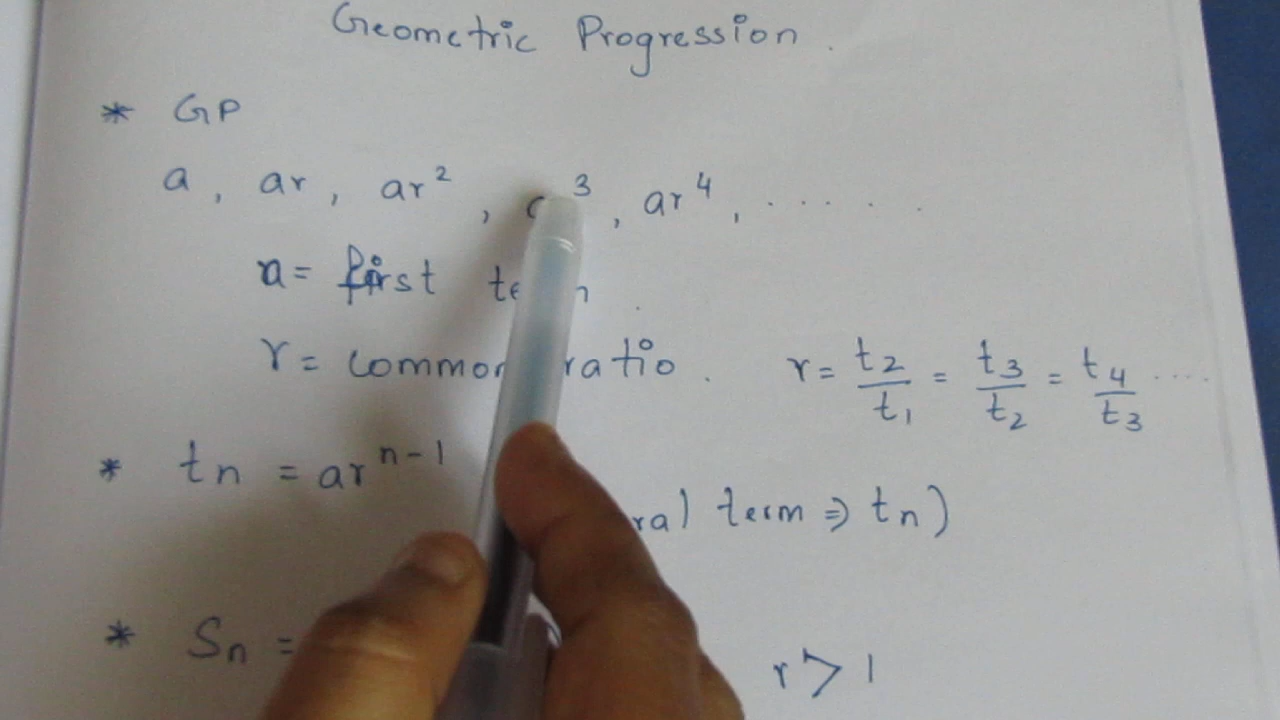 Geometric Progression.
* GP
a, ar, ar², 3, ar⁴, .....
a = first
r = common ratio. r = t₂/t₁ = t₃/t₂ = t₄/t₃ ....
* tn = arⁿ⁻¹
term ⇒ tn)
* Sn = r > 1